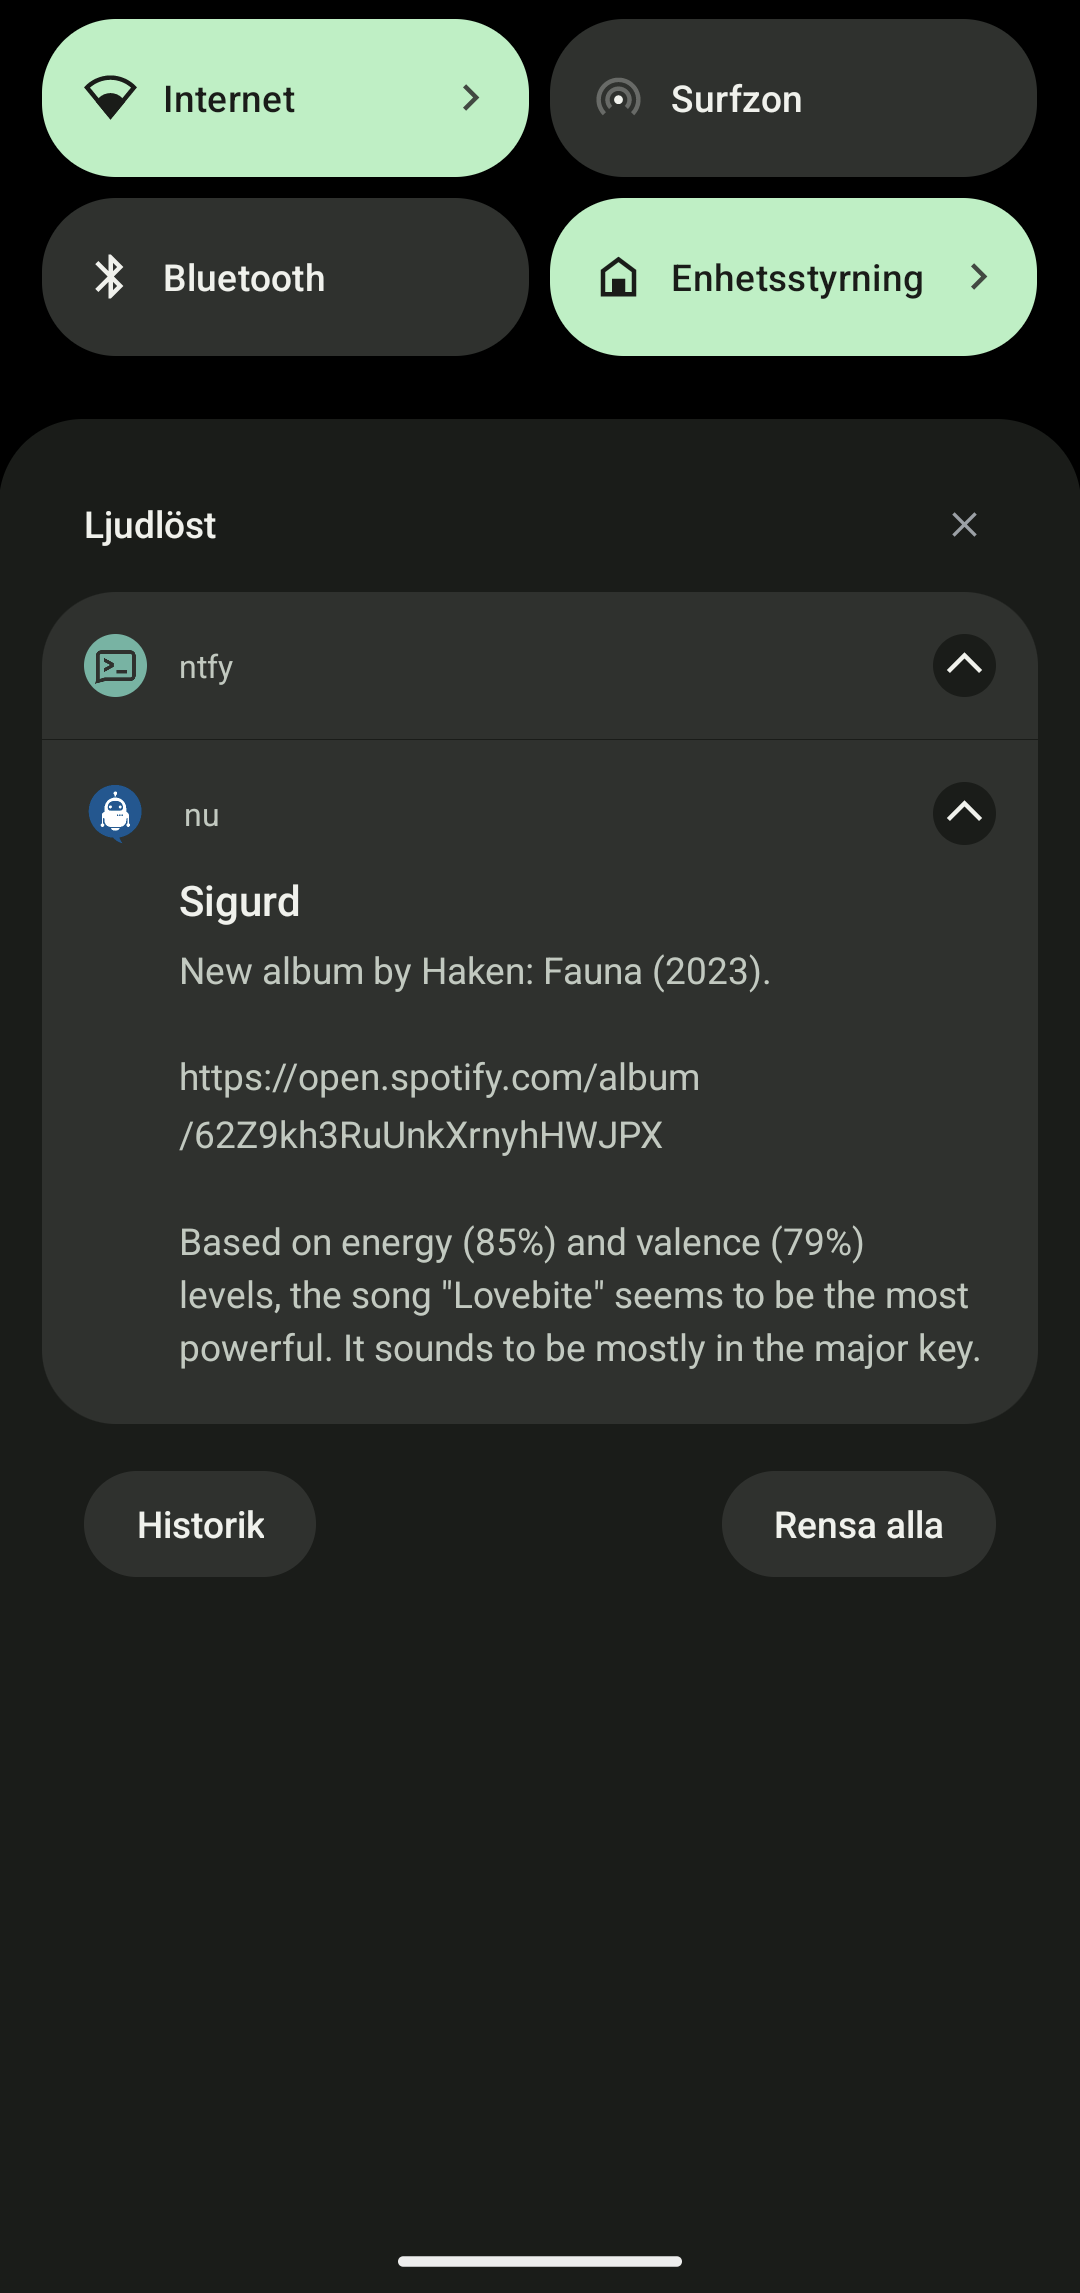 Internet
Surfzon
Bluetooth
Enhetsstyrning
Ljudlöst
ntfy
nu
Sigurd
New album by Haken: Fauna (2023).
https://open.spotify.com/album
/62Z9kh3RuUnkXrnyhHWJPX
Based on energy (85%) and valence (79%)
levels, the song "Lovebite" seems to be the most
powerful. It sounds to be mostly in the major key.
Historik
Rensa alla